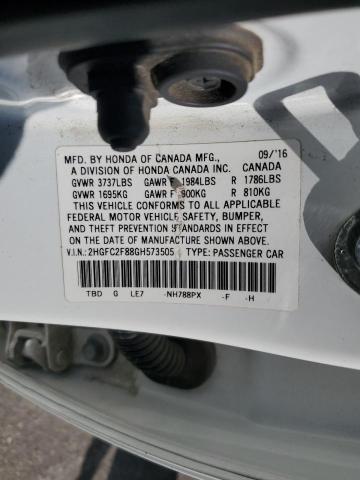 MFD. BY HONDA OF CANADA MFG., 09/'16
A DIVISION OF HONDA CANADA INC. CANADA
GVWR 3737LBS GAWR F 1984LBS R 1786LBS
GVWR 1695KG GAWR F 900KG R 810KG
THIS VEHICLE CONFORMS TO ALL APPLICABLE
FEDERAL MOTOR VEHICLE SAFETY, BUMPER,
AND THEFT PREVENTION STANDARDS IN EFFECT ON
THE DATE OF MANUFACTURE SHOWN ABOVE.
V.I.N.: 2HGFC2F88GH573505 TYPE: PASSENGER CAR
TBD G LE7 -NH788PX -F -H